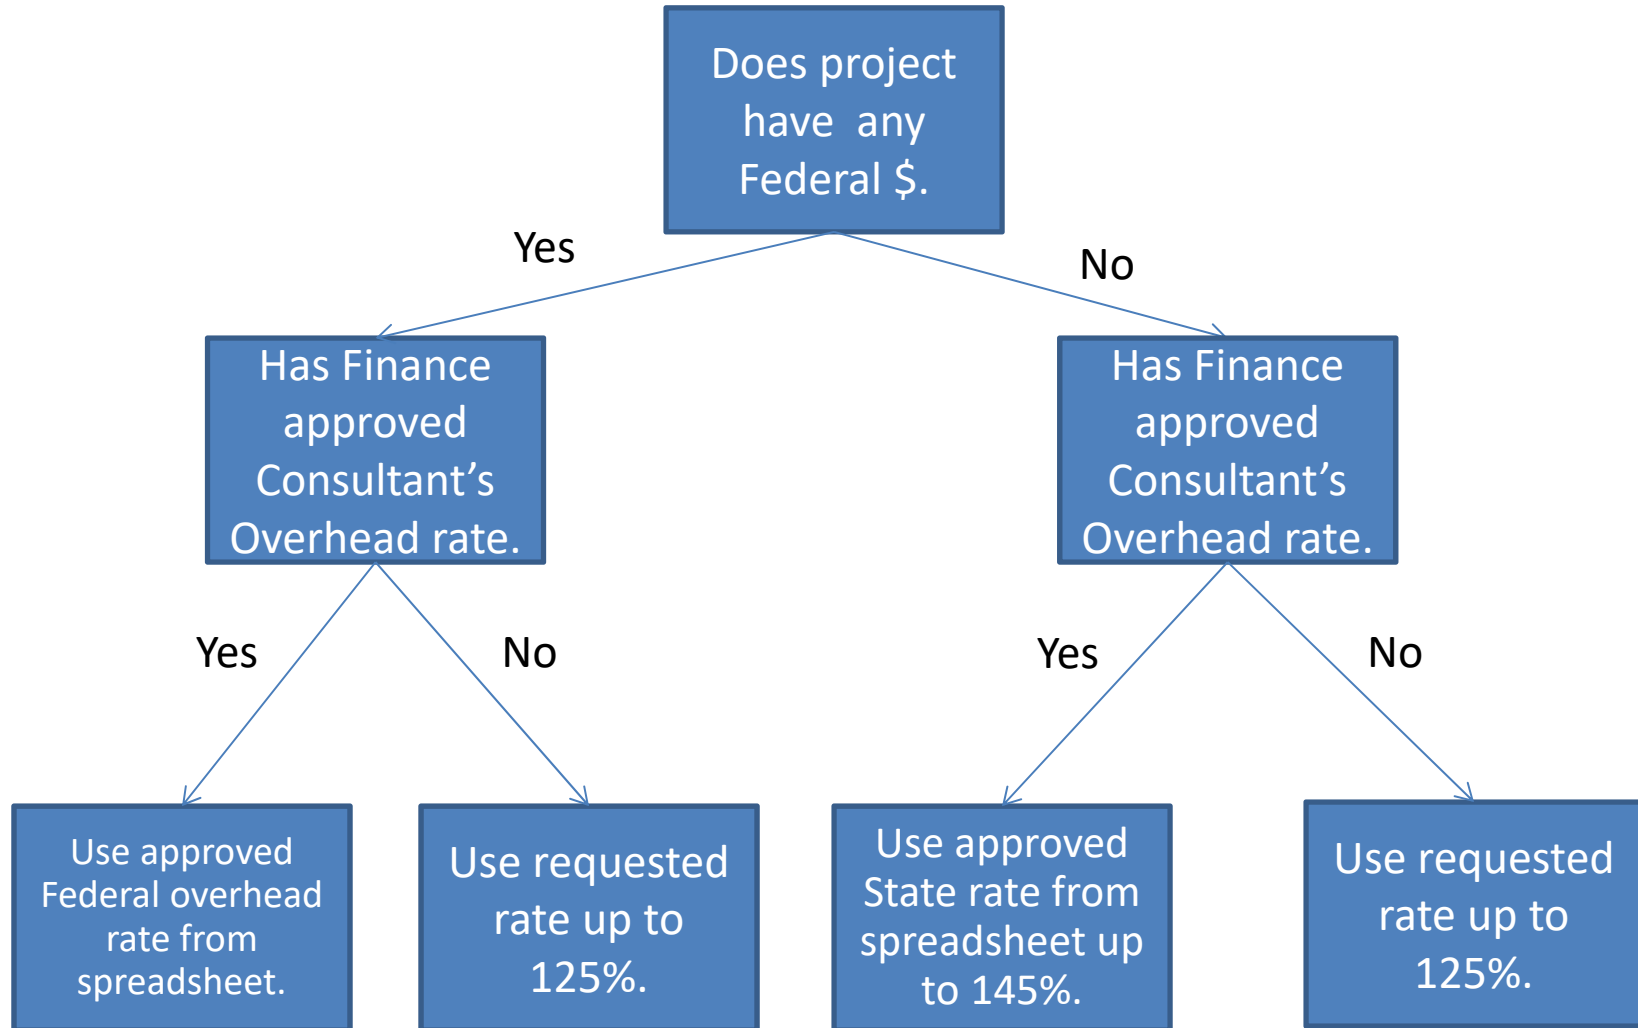 Does project
have any
Federal $.
Yes
No
Has Finance
approved
Consultant’s
Overhead rate.
Has Finance
approved
Consultant’s
Overhead rate.
Yes
No
Yes
No
Use approved
Federal overhead
rate from
spreadsheet.
Use requested
rate up to
125%.
Use approved
State rate from
spreadsheet up
to 145%.
Use requested
rate up to
125%.